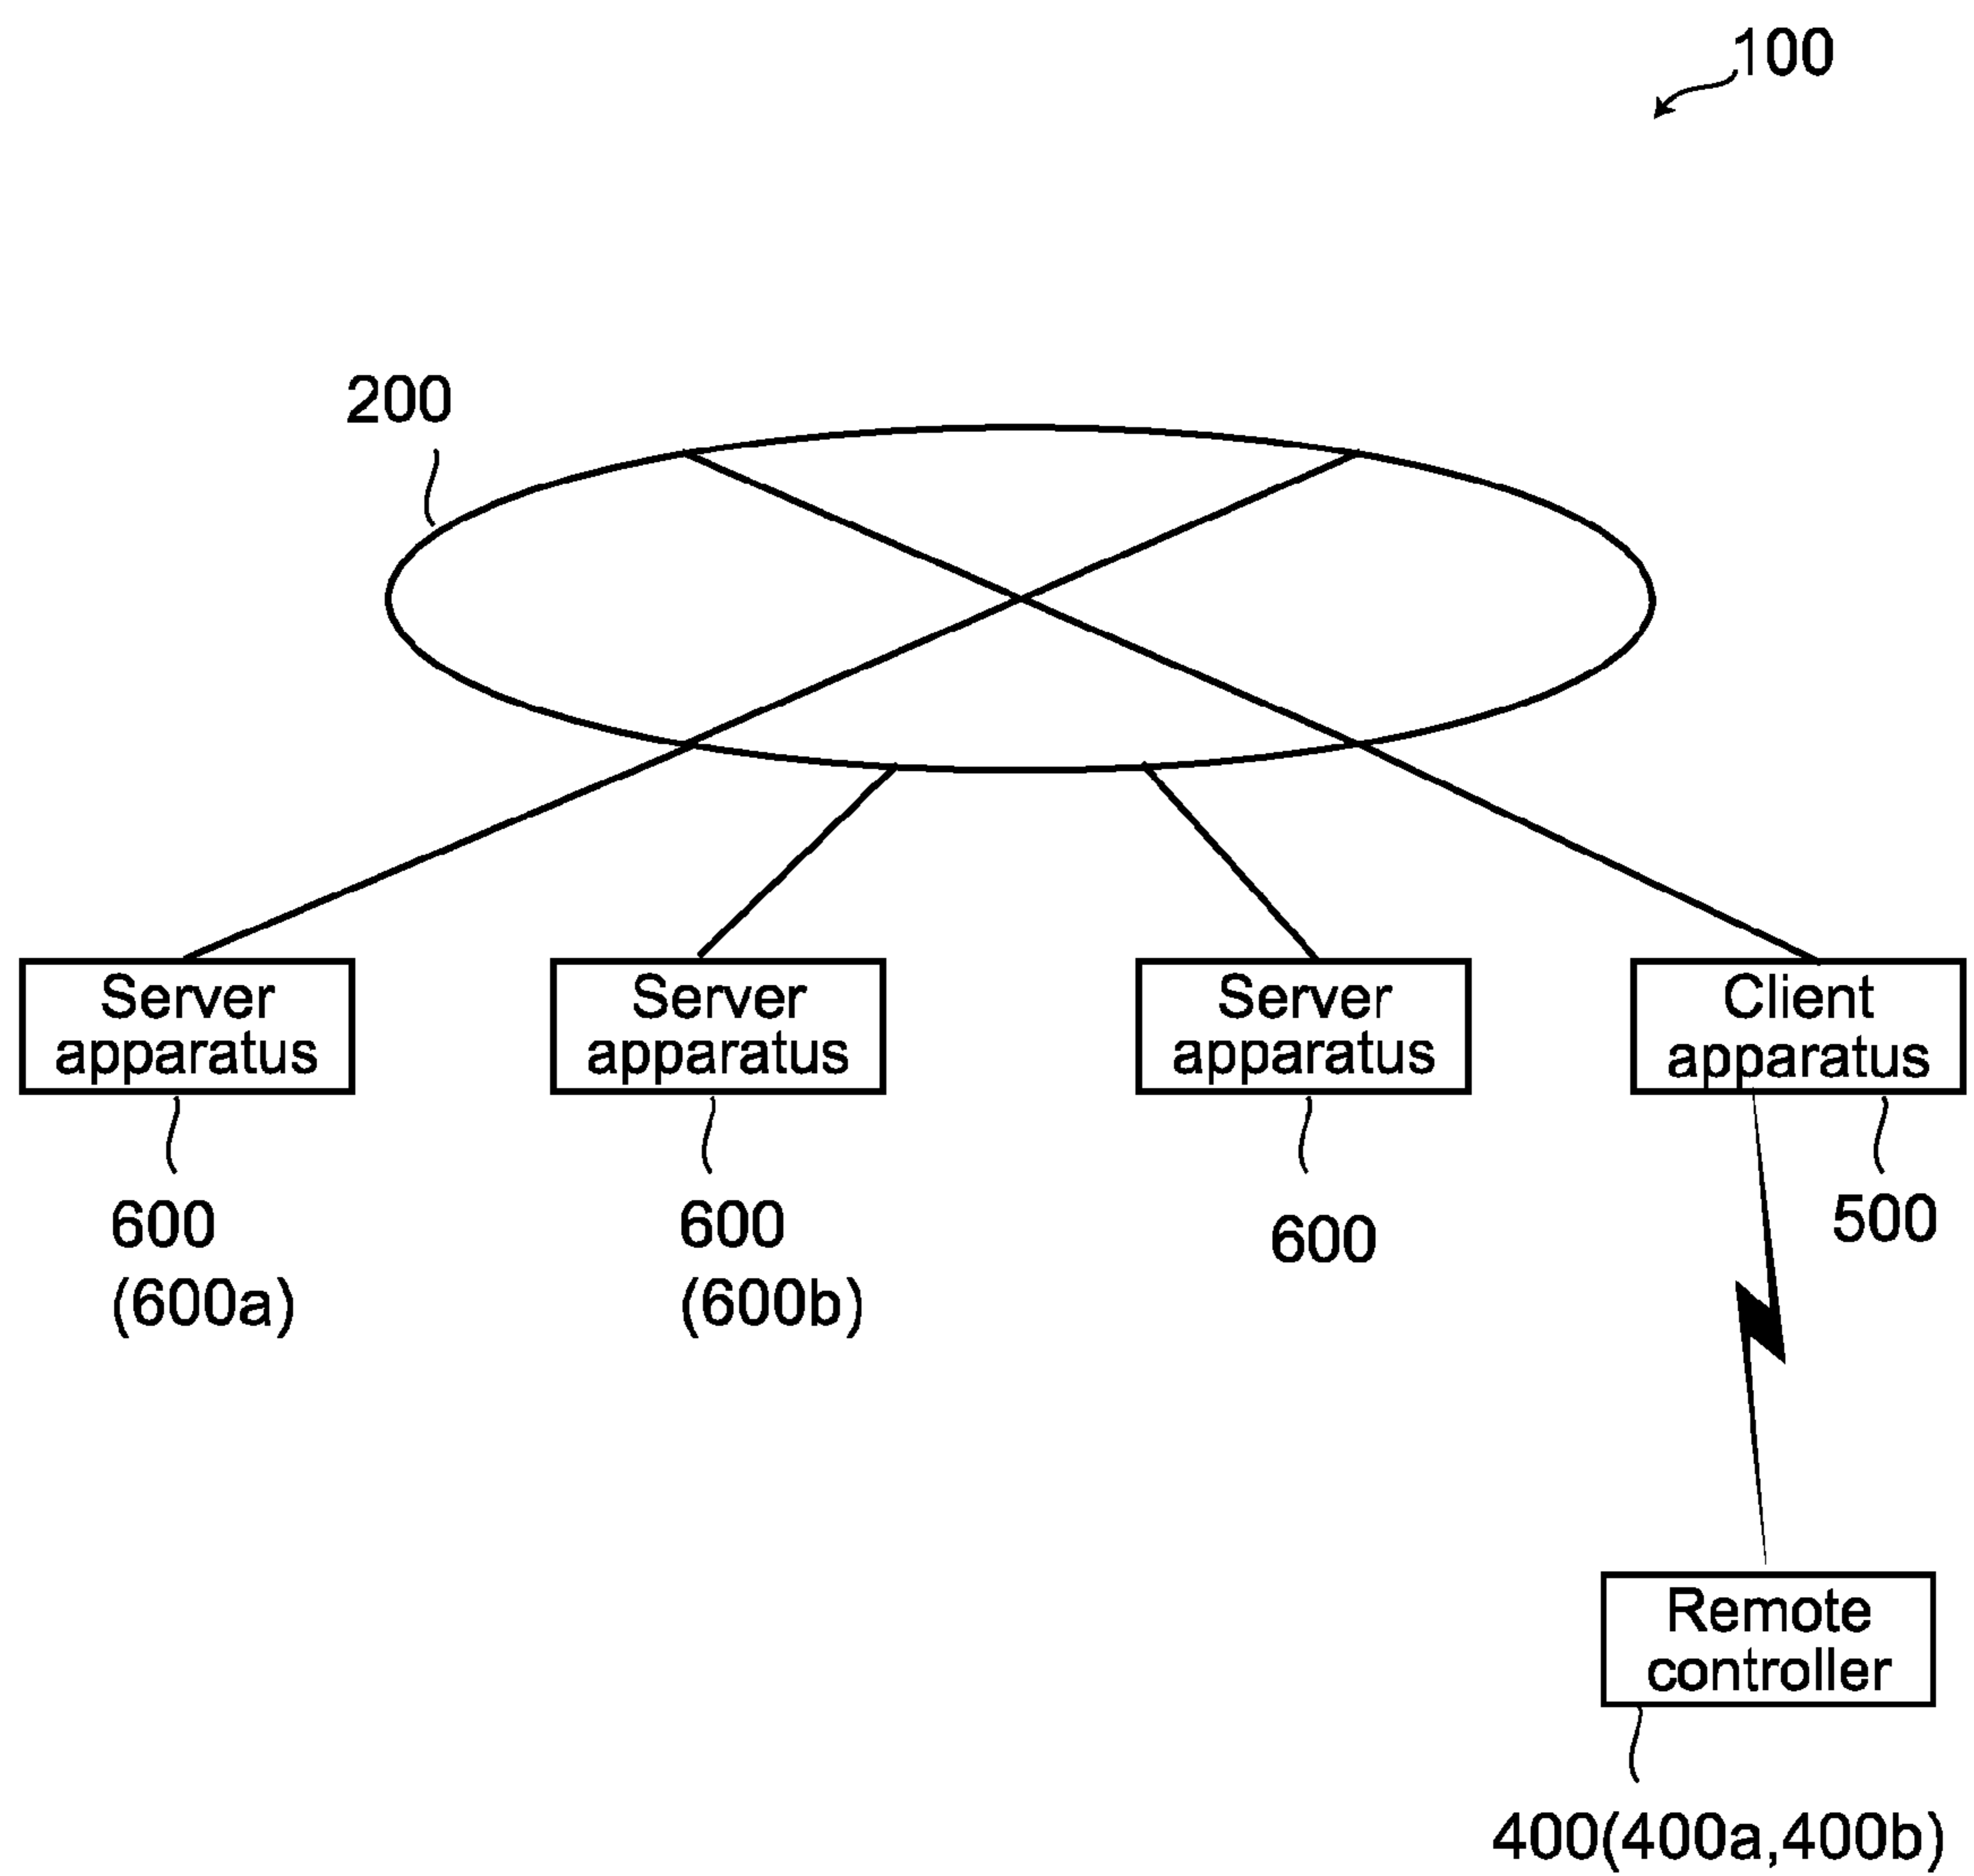 100
200
Server
apparatus
Server
apparatus
Server
apparatus
Client
apparatus
600
(600a)
600
(600b)
600
500
Remote
controller
400(400a,400b)